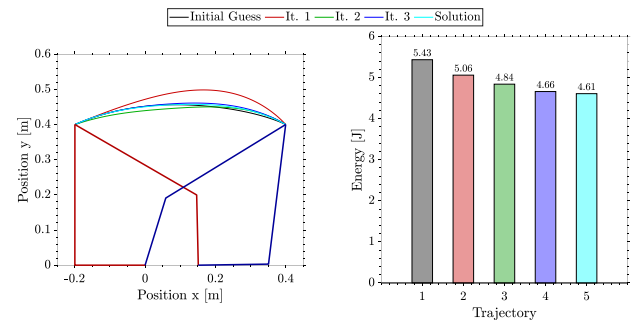 Initial Guess It. 1 It. 2 It. 3 Solution
0.6
0.5
0.4
0.3
0.2
0.1
0
-0.2 0 0.2 0.4
Position x [m]
Position y [m]
6
5
4
3
2
1
0
5.43 5.06 4.84 4.66 4.61
1 2 3 4 5
Trajectory
Energy [J]